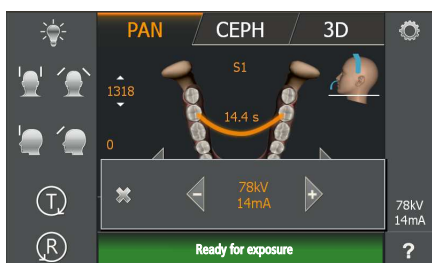 PAN
CEPH
3D
S1
1318
14.4 s
0
78kV
14mA
78kV
14mA
T
R
Ready for exposure
?